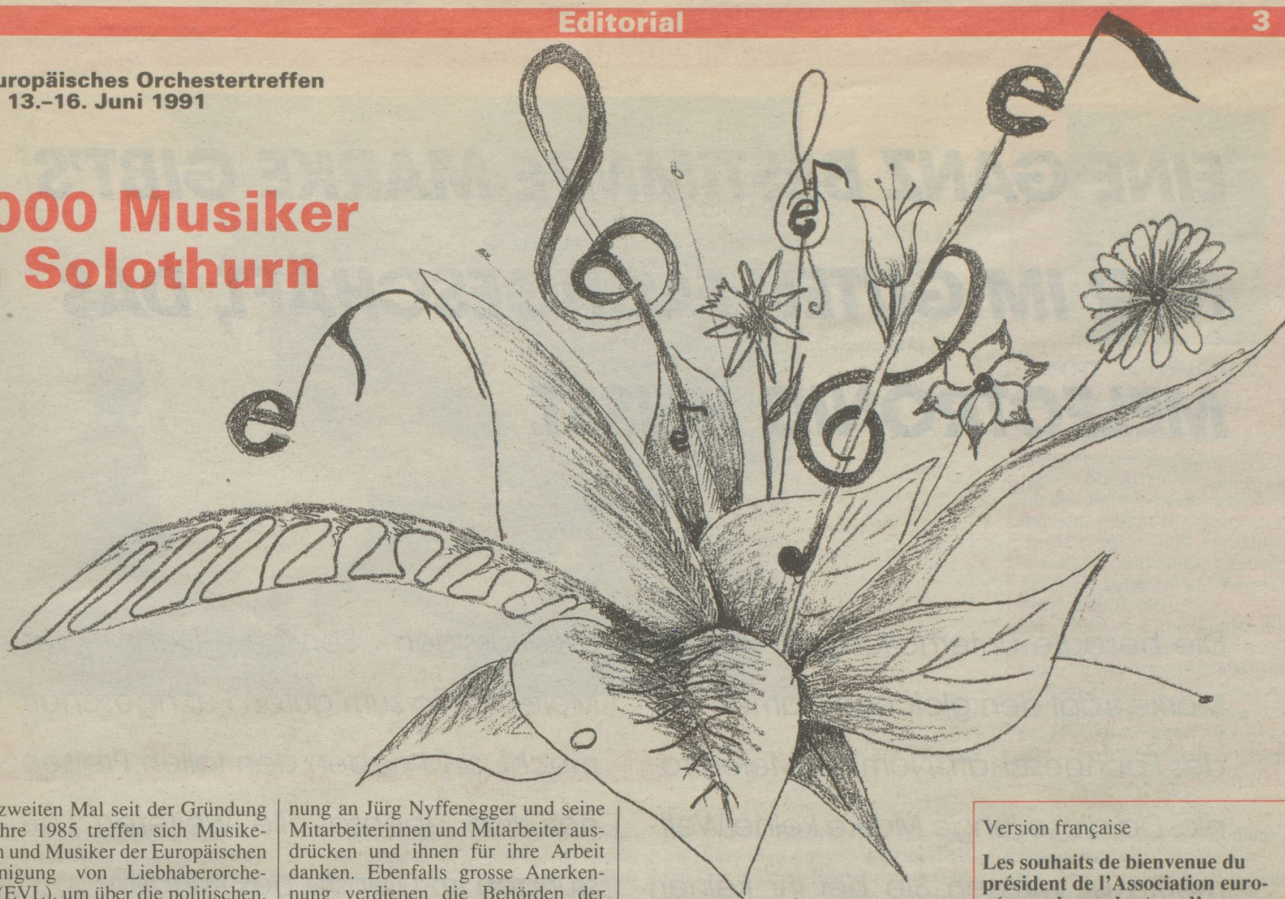 Editorial
3
uropäisches Orchestertreffen
13.–16. Juni 1991
000 Musiker
Solothurn
e
e
e
e
zweiten Mal seit der Gründung
ahre 1985 treffen sich Musike-
n und Musiker der Europäischen
inigung von Liebhaberorche-
(EVL), um über die politischen,
nung an Jürg Nyffenegger und seine
Mitarbeiterinnen und Mitarbeiter aus-
drücken und ihnen für ihre Arbeit
danken. Ebenfalls grosse Anerken-
nung verdienen die Behörden der
Version française
Les souhaits de bienvenue du
président de l'Association euro-